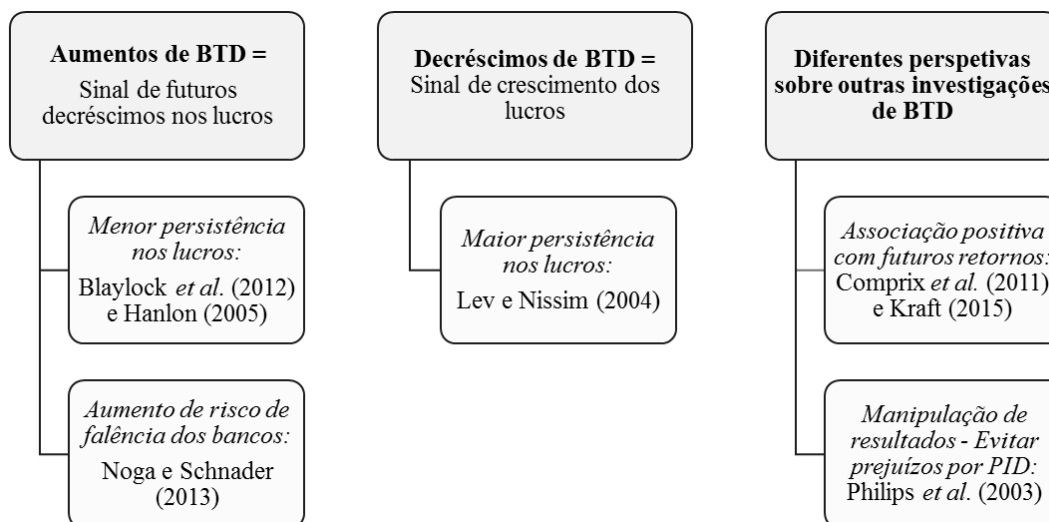 Aumentos de BTD =
Sinal de futuros
decréscimos nos lucros
Menor persistência
nos lucros:
Blaylock et al. (2012)
e Hanlon (2005)
Aumento de risco de
falência dos bancos:
Noga e Schnader
(2013)
Decréscimos de BTD =
Sinal de crescimento dos
lucros
Maior persistência
nos lucros:
Lev e Nissim (2004)
Diferentes perspetivas
sobre outras investigações
de BTD
Associação positiva
com futuros retornos:
Comprix et al. (2011)
e Kraft (2015)
Manipulação de
resultados - Evitar
prejuízos por PID:
Philips et al. (2003)